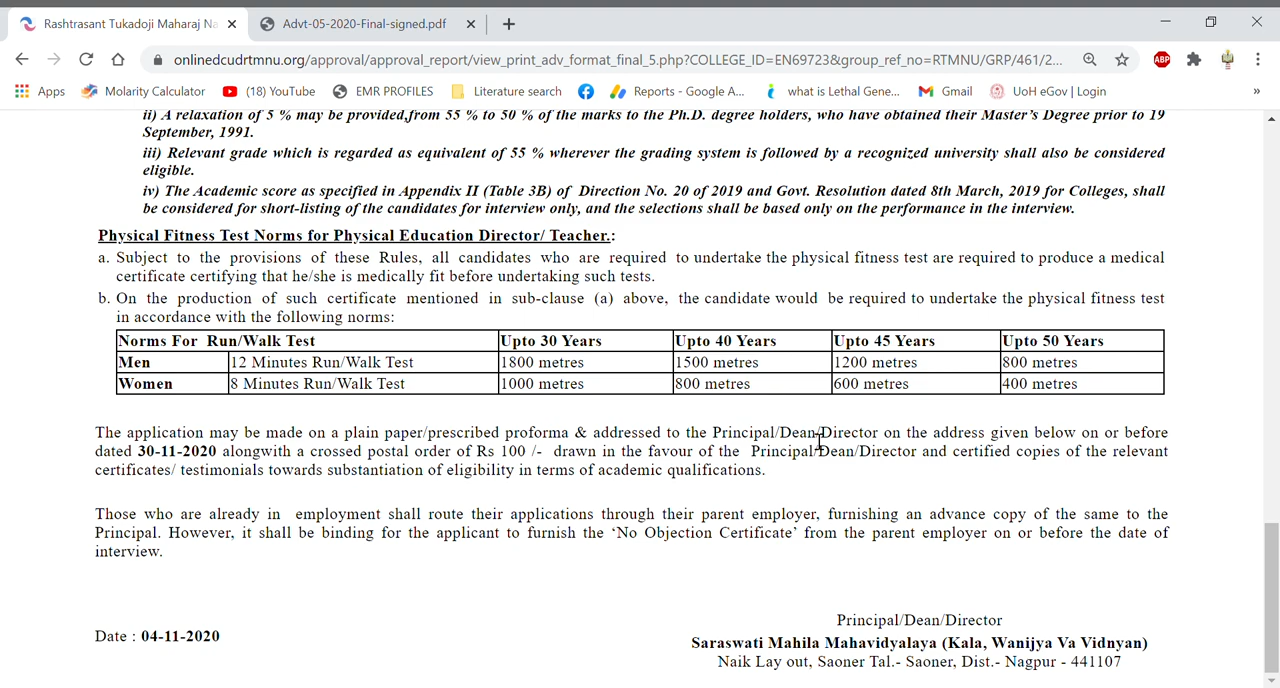 Rashtrasant Tukadoji Maharaj Na
Advt-05-2020-Final-signed.pdf
onlinedcudrtmnu.org/approval/approval_report/view_print_adv_format_final_5.php?COLLEGE_ID=EN69723&group_ref_no=RTMNU/GRP/461/2...
ABP
Apps
Molarity Calculator
(18) YouTube
EMR PROFILES
Literature search
Reports - Google A...
what is Lethal Gene...
Gmail
UoH eGov | Login
»
ii) A relaxation of 5 % may be provided,from 55 % to 50 % of the marks to the Ph.D. degree holders, who have obtained their Master's Degree prior to 19
September, 1991.
iii) Relevant grade which is regarded as equivalent of 55 % wherever the grading system is followed by a recognized university shall also be considered
eligible.
iv) The Academic score as specified in Appendix II (Table 3B) of Direction No. 20 of 2019 and Govt. Resolution dated 8th March, 2019 for Colleges, shall
be considered for short-listing of the candidates for interview only, and the selections shall be based only on the performance in the interview.
Physical Fitness Test Norms for Physical Education Director/ Teacher.:
a. Subject to the provisions of these Rules, all candidates who are required to undertake the physical fitness test are required to produce a medical
certificate certifying that he/she is medically fit before undertaking such tests.
b. On the production of such certificate mentioned in sub-clause (a) above, the candidate would be required to undertake the physical fitness test
in accordance with the following norms:
Norms For Run/Walk Test Upto 30 Years Upto 40 Years Upto 45 Years Upto 50 Years
Men 12 Minutes Run/Walk Test 1800 metres 1500 metres 1200 metres 800 metres
Women 8 Minutes Run/Walk Test 1000 metres 800 metres 600 metres 400 metres
The application may be made on a plain paper/prescribed proforma & addressed to the Principal/Dean/Director on the address given below on or before
dated 30-11-2020 alongwith a crossed postal order of Rs 100 /- drawn in the favour of the Principal/Dean/Director and certified copies of the relevant
certificates/ testimonials towards substantiation of eligibility in terms of academic qualifications.
Those who are already in employment shall route their applications through their parent employer, furnishing an advance copy of the same to the
Principal. However, it shall be binding for the applicant to furnish the 'No Objection Certificate' from the parent employer on or before the date of
interview.
Principal/Dean/Director
Date : 04-11-2020
Saraswati Mahila Mahavidyalaya (Kala, Wanijya Va Vidnyan)
Naik Lay out, Saoner Tal.- Saoner, Dist.- Nagpur - 441107